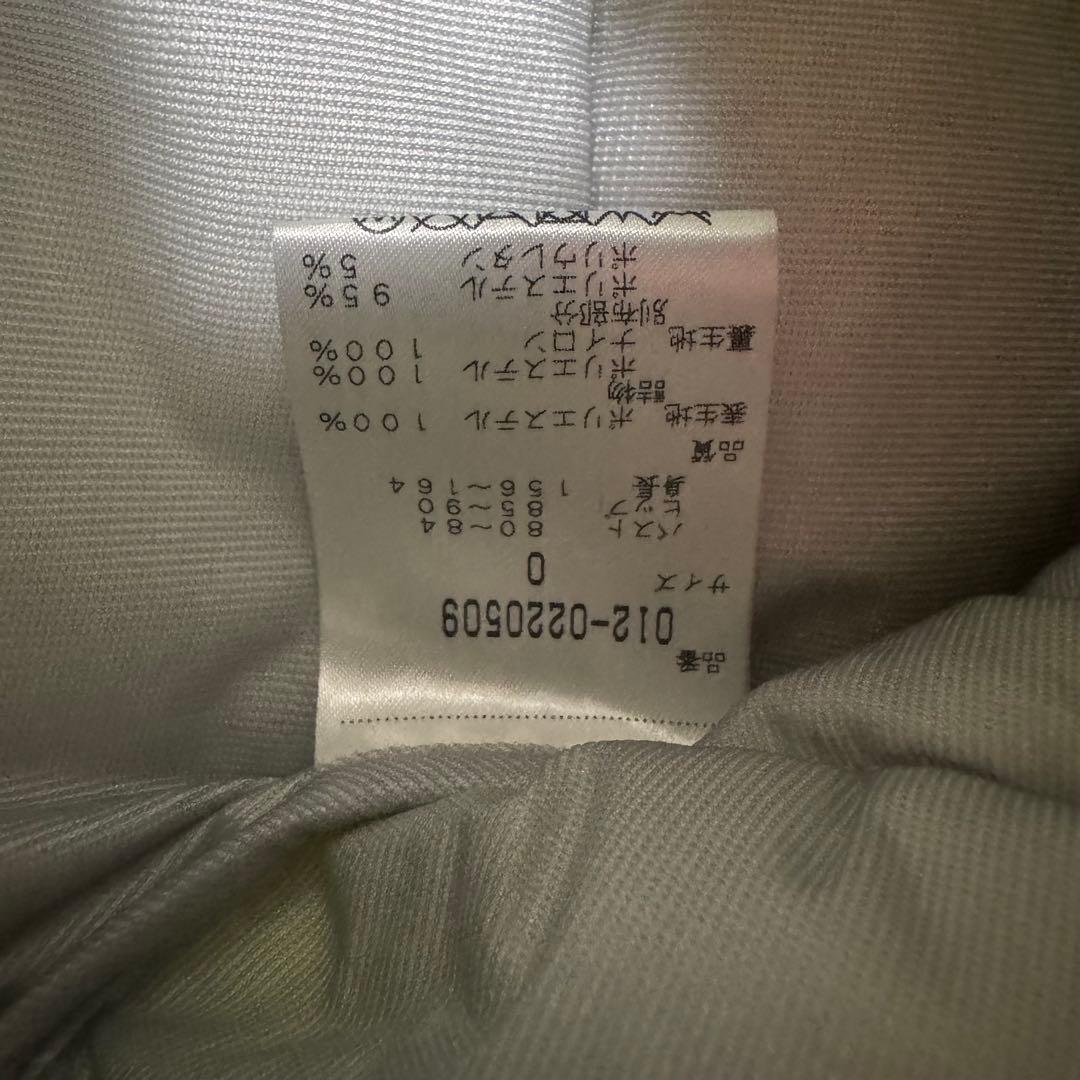 品番
012-0220509
サイズ 0
バスト 80~84
ヒップ 85~90
身長 156~164
品質
表生地 ポリエステル 100%
詰物
ポリエステル 100%
裏生地 ナイロン 100%
別布部分
ポリエステル 95%
ポリウレタン 5%